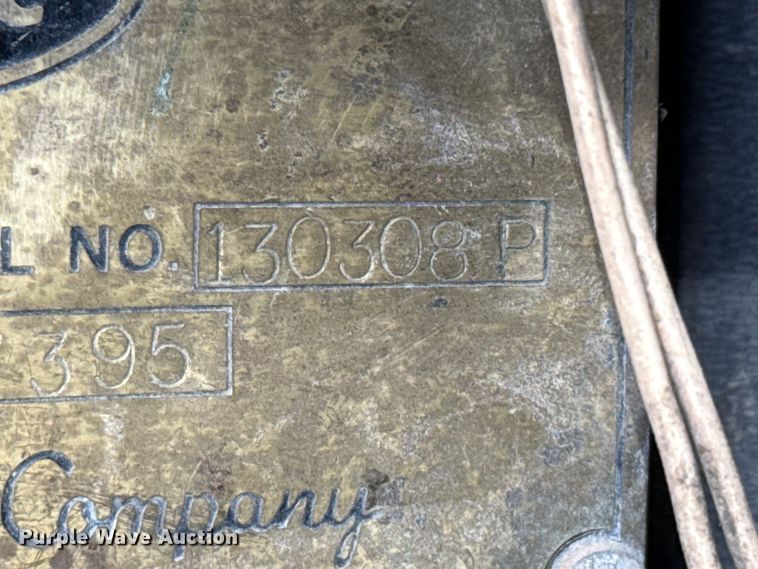 L NO. 130308 P
395
Company
Purple Wave Auction